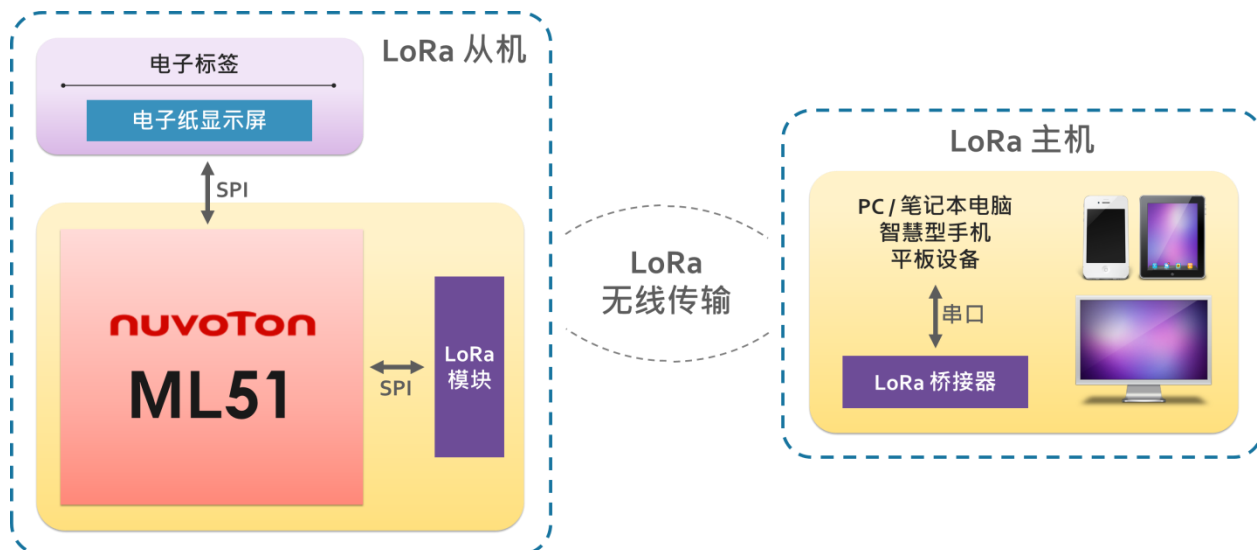 LoRa 从机
电子标签
电子纸显示屏
SPI
nuvoTon
ML51
SPI
LoRa
模块
LoRa
无线传输
LoRa 主机
PC / 笔记本电脑
智慧型手机
平板设备
串口
LoRa 桥接器